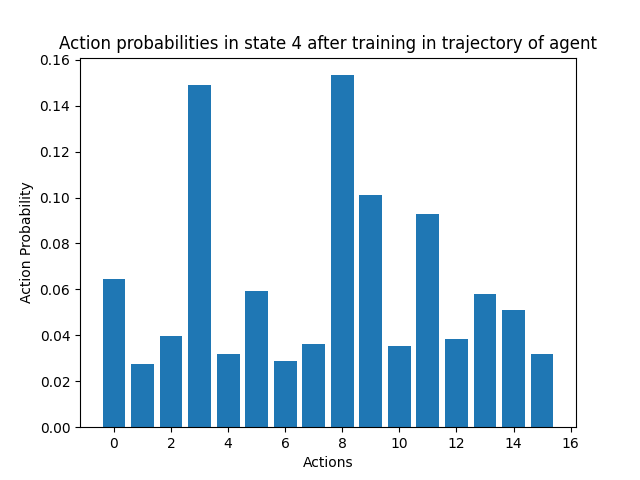 Action probabilities in state 4 after training in trajectory of agent
0.16
0.14
0.12
0.10
0.08
0.06
0.04
0.02
0.00
Action Probability
0 2 4 6 8 10 12 14 16
Actions